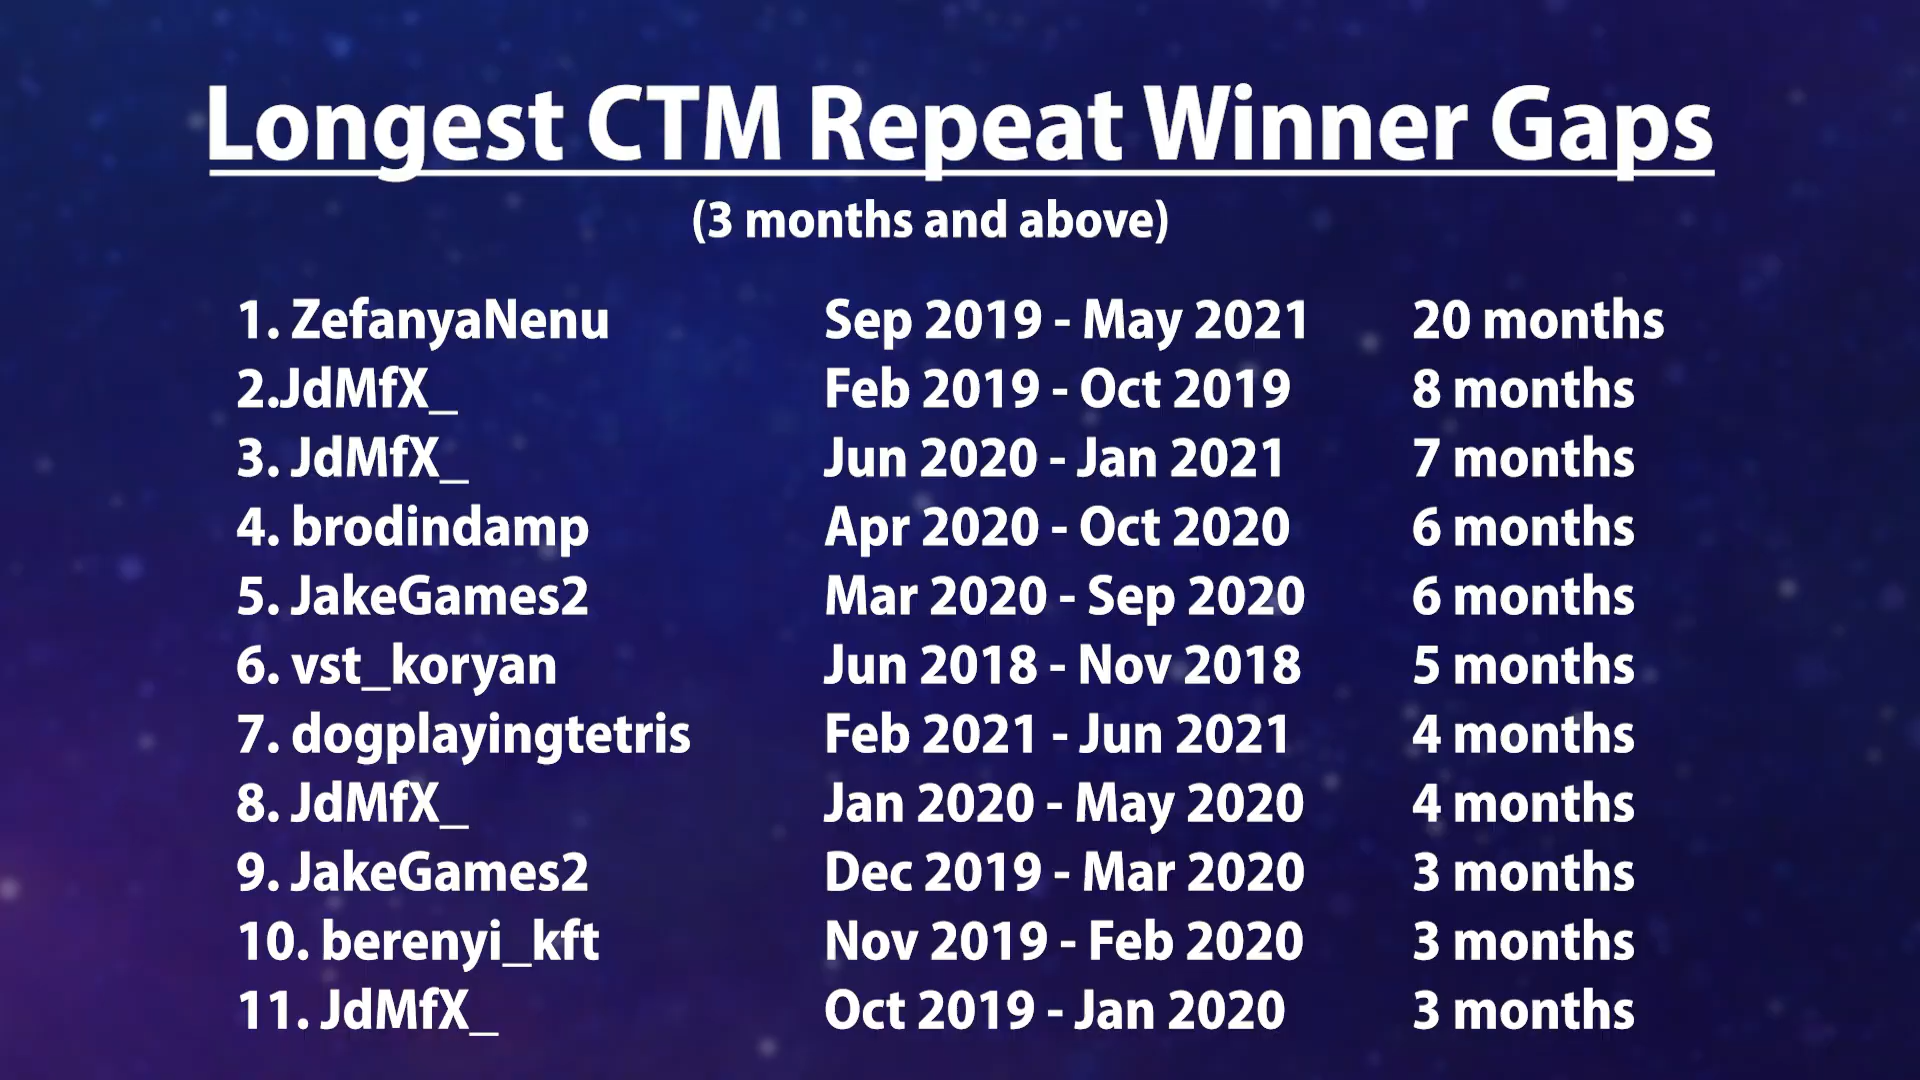 Longest CTM Repeat Winner Gaps
(3 months and above)
1. ZefanyaNenu Sep 2019 - May 2021 20 months
2.JdMfX_ Feb 2019 - Oct 2019 8 months
3. JdMfX_ Jun 2020 - Jan 2021 7 months
4. brodindamp Apr 2020 - Oct 2020 6 months
5. JakeGames2 Mar 2020 - Sep 2020 6 months
6. vst_koryan Jun 2018 - Nov 2018 5 months
7. dogplayingtetris Feb 2021 - Jun 2021 4 months
8. JdMfX_ Jan 2020 - May 2020 4 months
9. JakeGames2 Dec 2019 - Mar 2020 3 months
10. berenyi_kft Nov 2019 - Feb 2020 3 months
11. JdMfX_ Oct 2019 - Jan 2020 3 months